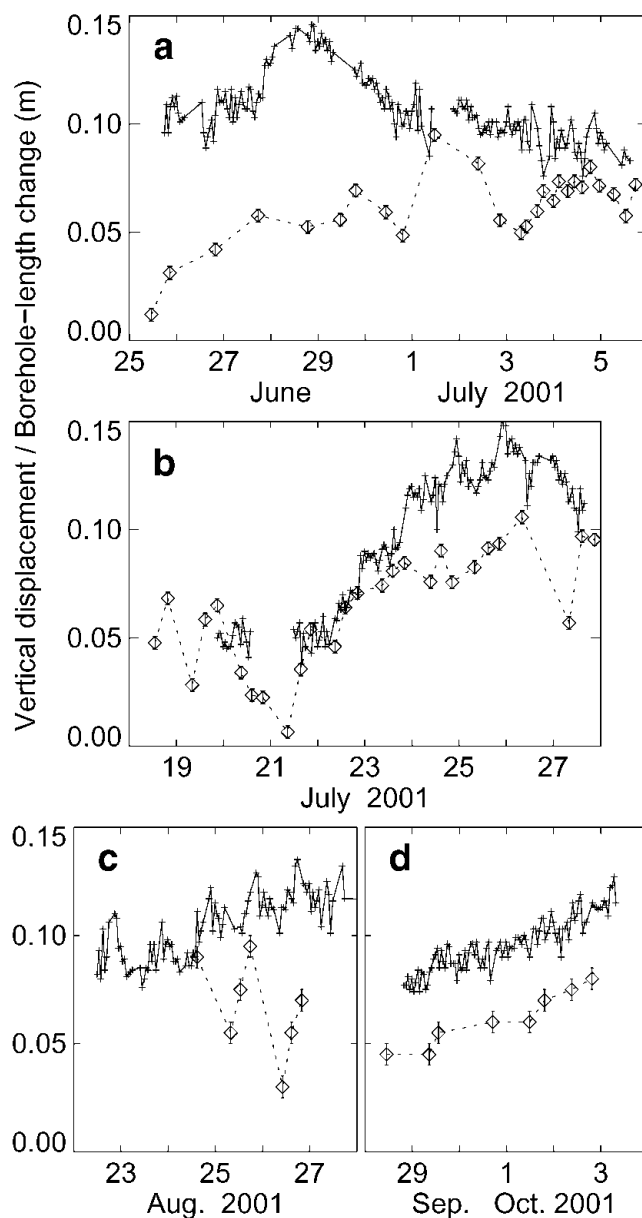 Vertical displacement / Borehole−length change (m)
a
0.15
0.10
0.05
0.00
25 27 29 1 3 5
June July 2001
b
0.15
0.10
0.05
0.00
19 21 23 25 27
July 2001
c d
0.15
0.10
0.05
0.00
23 25 27 29 1 3
Aug. 2001 Sep. Oct. 2001